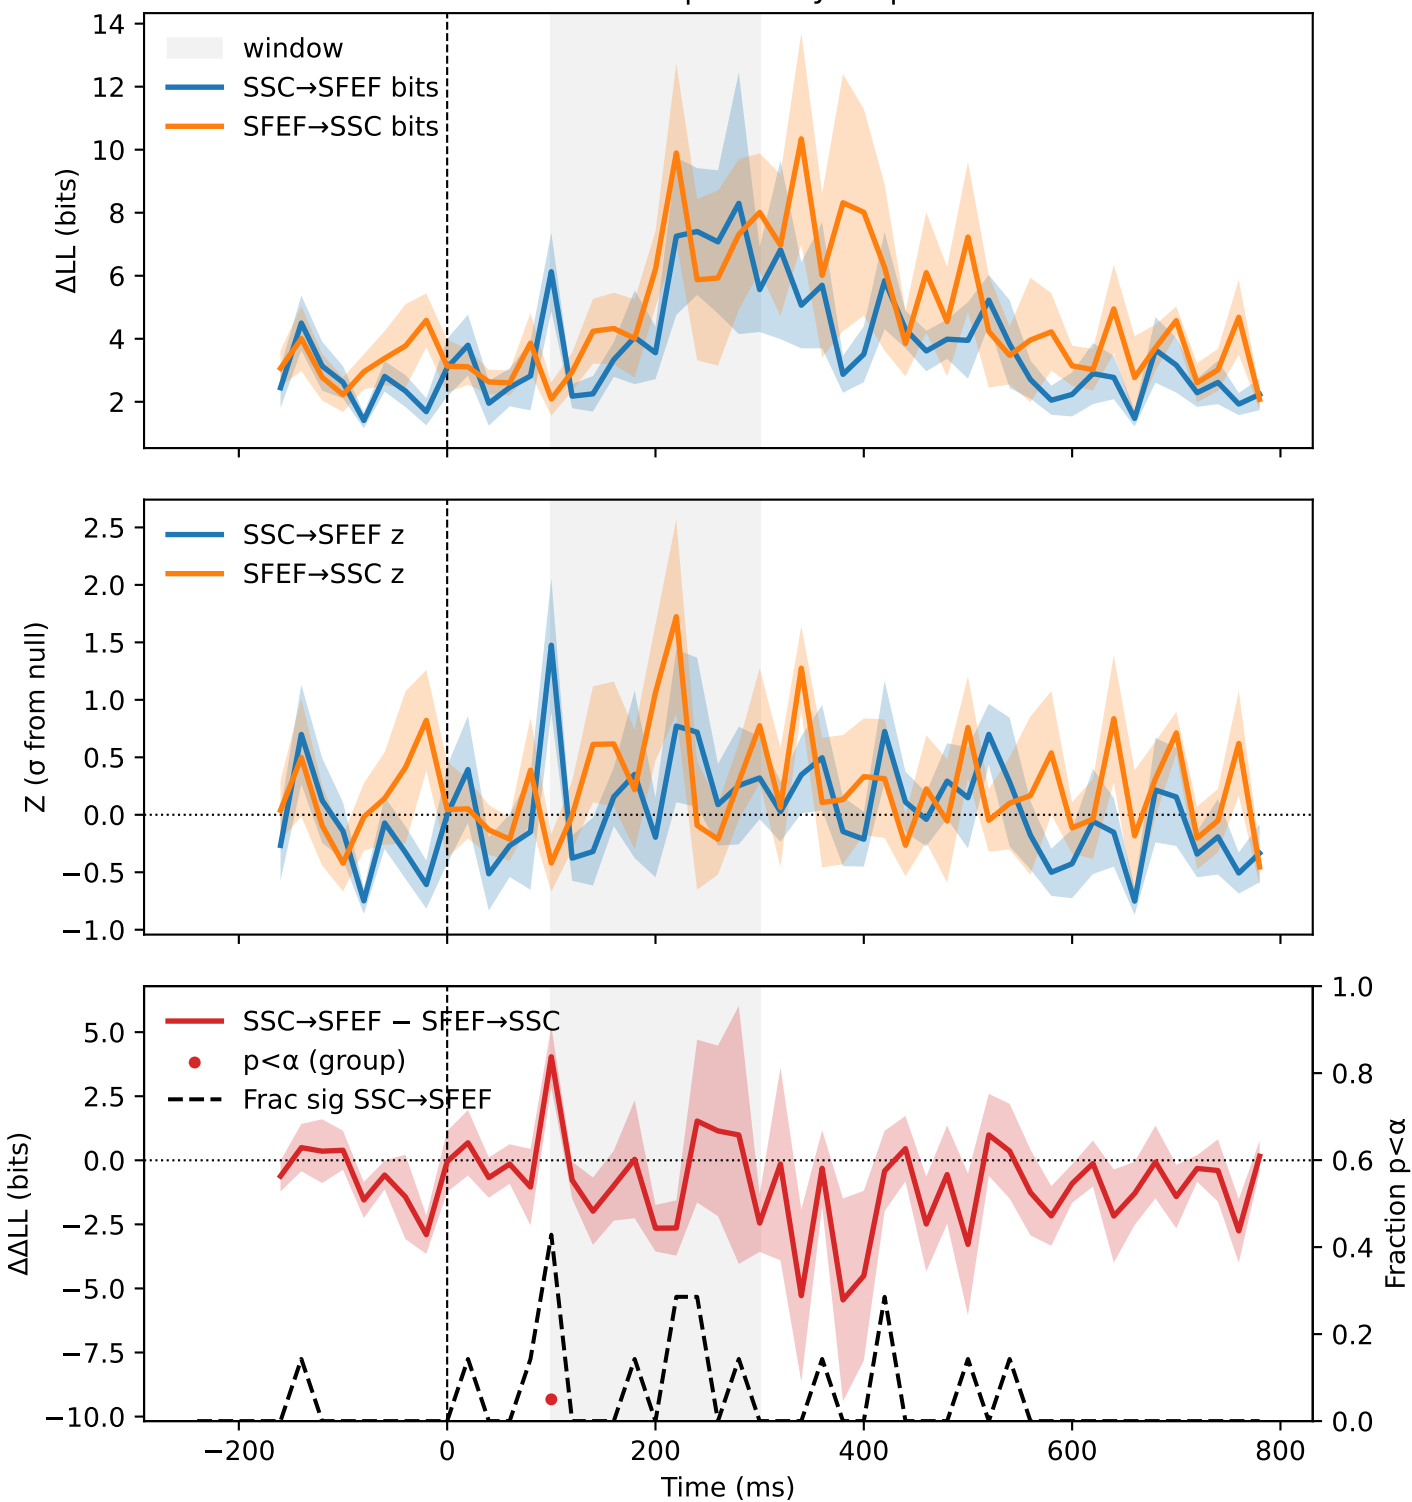 14
12
10
8
6
4
2
ΔLL (bits)
window
SSC→SFEF bits
SFEF→SSC bits
2.5
2.0
1.5
1.0
0.5
0.0
−0.5
−1.0
Z (σ from null)
SSC→SFEF z
SFEF→SSC z
5.0
2.5
0.0
−2.5
−5.0
−7.5
−10.0
ΔΔLL (bits)
SSC→SFEF − SFEF→SSC
p<α (group)
Frac sig SSC→SFEF
1.0
0.8
0.6
0.4
0.2
0.0
Fraction p<α
−200
0
200
400
600
800
Time (ms)